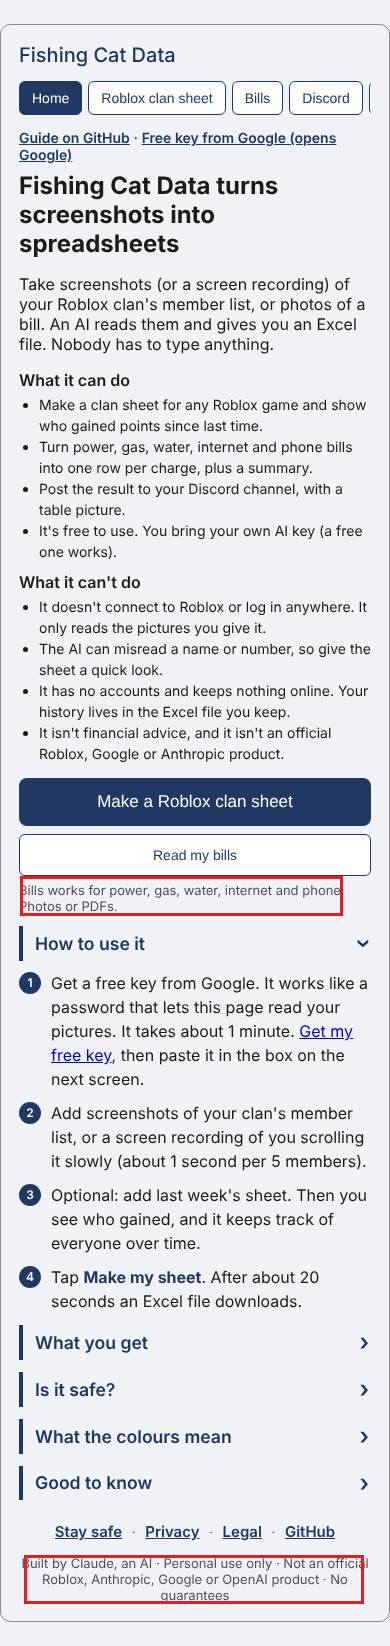 Fishing Cat Data
Home
Roblox clan sheet
Bills
Discord
Guide on GitHub · Free key from Google (opens
Google)
Fishing Cat Data turns
screenshots into
spreadsheets
Take screenshots (or a screen recording) of
your Roblox clan's member list, or photos of a
bill. An AI reads them and gives you an Excel
file. Nobody has to type anything.
What it can do
• Make a clan sheet for any Roblox game and show
who gained points since last time.
• Turn power, gas, water, internet and phone bills
into one row per charge, plus a summary.
• Post the result to your Discord channel, with a
table picture.
• It's free to use. You bring your own AI key (a free
one works).
What it can't do
• It doesn't connect to Roblox or log in anywhere. It
only reads the pictures you give it.
• The AI can misread a name or number, so give the
sheet a quick look.
• It has no accounts and keeps nothing online. Your
history lives in the Excel file you keep.
• It isn't financial advice, and it isn't an official
Roblox, Google or Anthropic product.
Make a Roblox clan sheet
Read my bills
Bills works for power, gas, water, internet and phone.
Photos or PDFs.
How to use it
1 Get a free key from Google. It works like a
password that lets this page read your
pictures. It takes about 1 minute. Get my
free key, then paste it in the box on the
next screen.
2 Add screenshots of your clan's member
list, or a screen recording of you scrolling
it slowly (about 1 second per 5 members).
3 Optional: add last week's sheet. Then you
see who gained, and it keeps track of
everyone over time.
4 Tap Make my sheet. After about 20
seconds an Excel file downloads.
What you get
Is it safe?
What the colours mean
Good to know
Stay safe · Privacy · Legal · GitHub
Built by Claude, an AI · Personal use only · Not an official
Roblox, Anthropic, Google or OpenAI product · No
guarantees